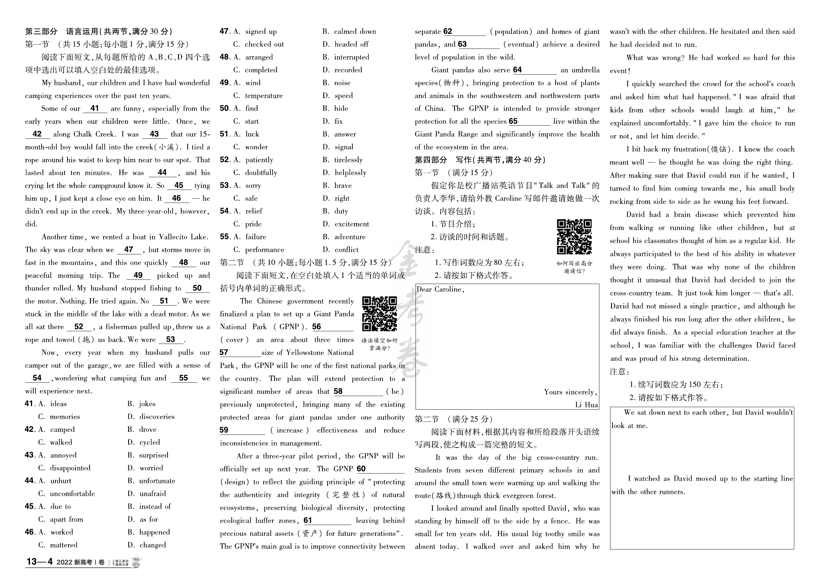 第三部分　语言运用(共两节,满分 30 分)
第一节　(共 15 小题;每小题 1 分,满分 15 分)
阅读下面短文,从每题所给的 A、B、C、D 四个选
项中选出可以填入空白处的最佳选项。
My husband, our children and I have had wonderful
camping experiences over the past ten years.
Some of our 41 are funny, especially from the
early years when our children were little. Once, we
42 along Chalk Creek. I was 43 that our 15-
month-old boy would fall into the creek(小溪). I tied a
rope around his waist to keep him near to our spot. That
lasted about ten minutes. He was 44 , and his
crying let the whole campground know it. So 45 tying
him up, I just kept a close eye on him. It 46 — he
didn't end up in the creek. My three-year-old, however,
did.
Another time, we rented a boat in Vallecito Lake.
The sky was clear when we 47 , but storms move in
fast in the mountains, and this one quickly 48 our
peaceful morning trip. The 49 picked up and
thunder rolled. My husband stopped fishing to 50
the motor. Nothing. He tried again. No 51 . We were
stuck in the middle of the lake with a dead motor. As we
all sat there 52 , a fisherman pulled up, threw us a
rope and towed (拖) us back. We were 53 .
Now, every year when my husband pulls our
camper out of the garage, we are filled with a sense of
54 , wondering what camping fun and 55 we
will experience next.
41. A. ideas B. jokes
C. memories D. discoveries
42. A. camped B. drove
C. walked D. cycled
43. A. annoyed B. surprised
C. disappointed D. worried
44. A. unhurt B. unfortunate
C. uncomfortable D. unafraid
45. A. due to B. instead of
C. apart from D. as for
46. A. worked B. happened
C. mattered D. changed
13—4 2022 新高考Ⅰ卷
47. A. signed up B. calmed down
C. checked out D. headed off
48. A. arranged B. interrupted
C. completed D. recorded
49. A. wind B. noise
C. temperature D. speed
50. A. find B. hide
C. start D. fix
51. A. luck B. answer
C. wonder D. signal
52. A. patiently B. tirelessly
C. doubtfully D. helplessly
53. A. sorry B. brave
C. safe D. right
54. A. relief B. duty
C. pride D. excitement
55. A. failure B. adventure
C. performance D. conflict
第二节　(共 10 小题;每小题 1.5 分,满分 15 分)
阅读下面短文,在空白处填入 1 个适当的单词或
括号内单词的正确形式。
The Chinese government recently
finalized a plan to set up a Giant Panda
National Park (GPNP). 56
(cover) an area about three times
语法填空如何
拿满分?
57 size of Yellowstone National
Park, the GPNP will be one of the first national parks in
the country. The plan will extend protection to a
significant number of areas that 58 (be)
previously unprotected, bringing many of the existing
protected areas for giant pandas under one authority
59 (increase) effectiveness and reduce
inconsistencies in management.
After a three-year pilot period, the GPNP will be
officially set up next year. The GPNP 60
(design) to reflect the guiding principle of "protecting
the authenticity and integrity (完整性) of natural
ecosystems, preserving biological diversity, protecting
ecological buffer zones, 61 leaving behind
precious natural assets (资产) for future generations".
The GPNP's main goal is to improve connectivity between
separate 62 (population) and homes of giant
pandas, and 63 (eventual) achieve a desired
level of population in the wild.
Giant pandas also serve 64 an umbrella
species(物种), bringing protection to a host of plants
and animals in the southwestern and northwestern parts
of China. The GPNP is intended to provide stronger
protection for all the species 65 live within the
Giant Panda Range and significantly improve the health
of the ecosystem in the area.
第四部分　写作(共两节,满分 40 分)
第一节　(满分 15 分)
假定你是校广播站英语节目"Talk and Talk"的
负责人李华,请给外教 Caroline 写邮件邀请她做一次
访谈。内容包括:
1. 节目介绍;
2. 访谈的时间和话题。
注意:
1. 写作词数应为 80 左右;
2. 请按如下格式作答。
如何写出高分
邀请信?
Dear Caroline,
Yours sincerely,
Li Hua
第二节　(满分 25 分)
阅读下面材料,根据其内容和所给段落开头语续
写两段,使之构成一篇完整的短文。
It was the day of the big cross-country run.
Students from seven different primary schools in and
around the small town were warming up and walking the
route(路线)through thick evergreen forest.
I looked around and finally spotted David, who was
standing by himself off to the side by a fence. He was
small for ten years old. His usual big toothy smile was
absent today. I walked over and asked him why he
wasn't with the other children. He hesitated and then said
he had decided not to run.
What was wrong? He had worked so hard for this
event!
I quickly searched the crowd for the school's coach
and asked him what had happened. "I was afraid that
kids from other schools would laugh at him," he
explained uncomfortably. "I gave him the choice to run
or not, and let him decide."
I bit back my frustration(懊恼). I knew the coach
meant well — he thought he was doing the right thing.
After making sure that David could run if he wanted, I
turned to find him coming towards me, his small body
rocking from side to side as he swung his feet forward.
David had a brain disease which prevented him
from walking or running like other children, but at
school his classmates thought of him as a regular kid. He
always participated to the best of his ability in whatever
they were doing. That was why none of the children
thought it unusual that David had decided to join the
cross-country team. It just took him longer — that's all.
David had not missed a single practice, and although he
always finished his run long after the other children, he
did always finish. As a special education teacher at the
school, I was familiar with the challenges David faced
and was proud of his strong determination.
注意:
1. 续写词数应为 150 左右;
2. 请按如下格式作答。
We sat down next to each other, but David wouldn't
look at me.
I watched as David moved up to the starting line
with the other runners.